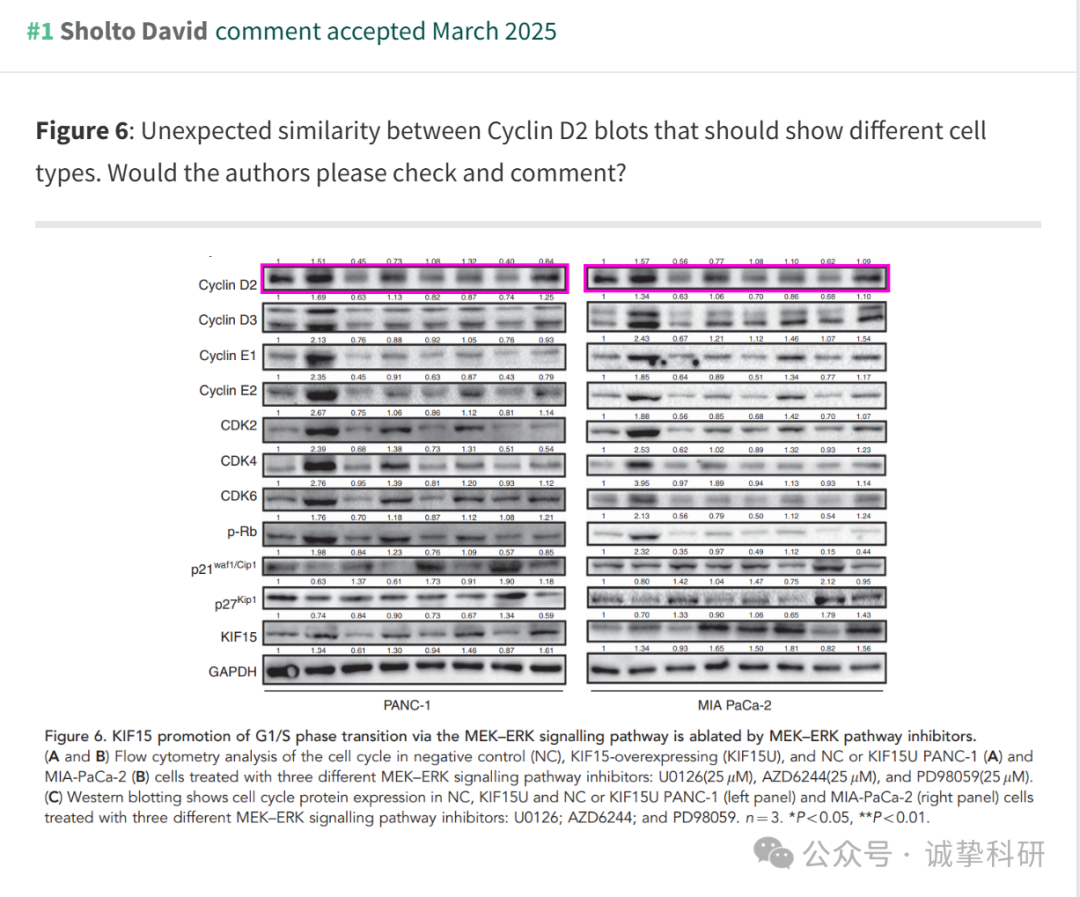 #1 Sholto David comment accepted March 2025
Figure 6: Unexpected similarity between Cyclin D2 blots that should show different cell
types. Would the authors please check and comment?
1 1.51 0.45 0.73 1.08 1.32 0.40 0.84 1 1.57 0.56 0.77 1.08 1.10 0.62 1.09
Cyclin D2
1 1.69 0.63 1.13 0.82 0.87 0.74 1.25 1 1.34 0.63 1.06 0.70 0.86 0.68 1.10
Cyclin D3
1 2.13 0.76 0.88 0.92 1.05 0.76 0.93 1 2.43 0.67 1.21 1.12 1.46 1.07 1.54
Cyclin E1
1 2.35 0.45 0.91 0.63 0.87 0.43 0.79 1 1.85 0.64 0.89 0.51 1.34 0.77 1.17
Cyclin E2
1 2.67 0.75 1.06 0.86 1.12 0.81 1.14 1 1.88 0.56 0.85 0.68 1.42 0.70 1.07
CDK2
1 2.39 0.68 1.38 0.73 1.31 0.51 0.54 1 2.53 0.62 1.02 0.89 1.32 0.93 1.23
CDK4
1 2.76 0.95 1.39 0.81 1.20 0.93 1.12 1 3.95 0.97 1.89 0.94 1.13 0.93 1.14
CDK6
1 1.76 0.70 1.18 0.87 1.12 1.08 1.21 1 2.13 0.56 0.79 0.50 1.12 0.54 1.24
p-Rb
1 1.98 0.84 1.23 0.76 1.09 0.57 0.85 1 2.32 0.35 0.97 0.49 1.12 0.15 0.44
p21waf1/Cip1
1 0.63 1.37 0.61 1.73 0.91 1.90 1.18 1 0.80 1.42 1.04 1.47 0.75 2.12 0.95
p27Kip1
1 0.74 0.84 0.90 0.73 0.67 1.34 0.59 1 0.70 1.33 0.90 1.06 0.65 1.79 1.43
KIF15
1 1.34 0.61 1.30 0.94 1.46 0.87 1.61 1 1.34 0.93 1.65 1.50 1.81 0.82 1.56
GAPDH
PANC-1 MIA PaCa-2
Figure 6. KIF15 promotion of G1/S phase transition via the MEK–ERK signalling pathway is ablated by MEK–ERK pathway inhibitors.
(A and B) Flow cytometry analysis of the cell cycle in negative control (NC), KIF15-overexpressing (KIF15U), and NC or KIF15U PANC-1 (A) and
MIA-PaCa-2 (B) cells treated with three different MEK–ERK signalling pathway inhibitors: U0126(25 μM), AZD6244(25 μM), and PD98059(25 μM).
(C) Western blotting shows cell cycle protein expression in NC, KIF15U and NC or KIF15U PANC-1 (left panel) and MIA-PaCa-2 (right panel) cells
treated with three different MEK–ERK signalling pathway inhibitors: U0126; AZD6244; and PD98059. n=3. *P<0.05, **P<0.01.
公众号 · 诚挚科研